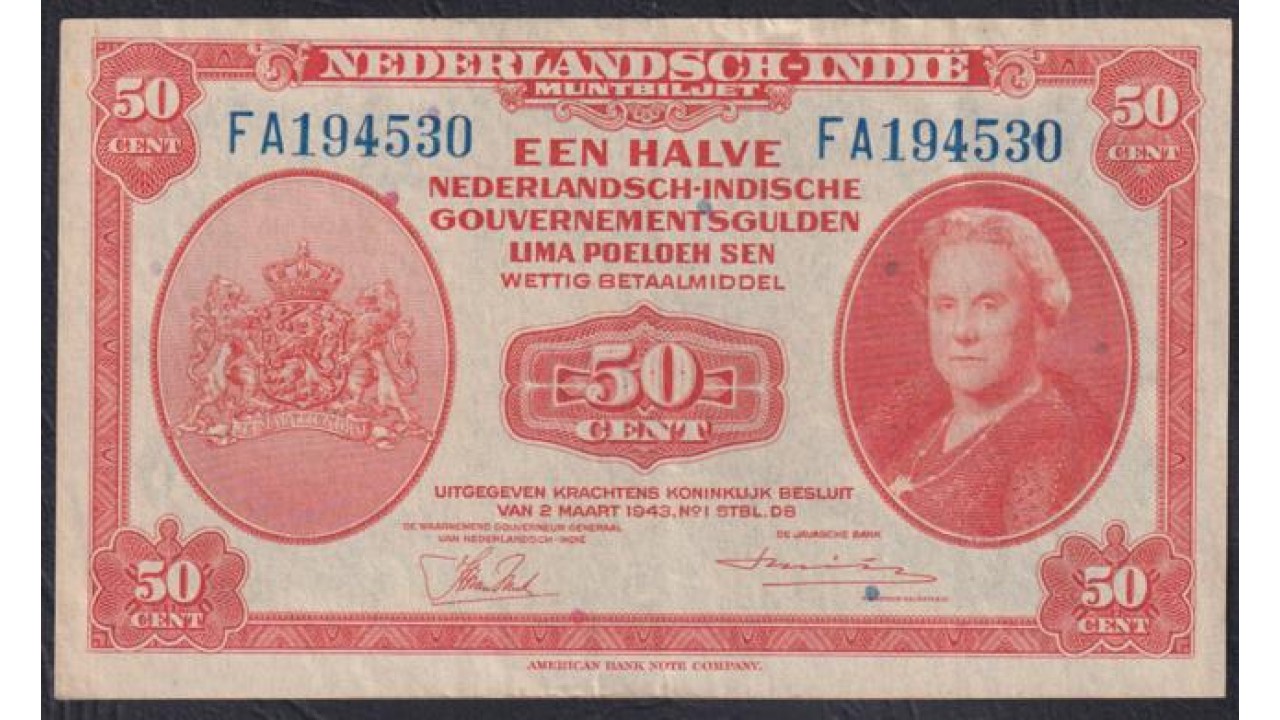 NEDERLANDSCH-INDIË
MUNTBILJET
50 CENT
50 CENT
FA194530
FA194530
EEN HALVE
NEDERLANDSCH-INDISCHE
GOUVERNEMENTSGULDEN
LIMA POELOEH SEN
WETTIG BETAALMIDDEL
50
CENT
UITGEGEVEN KRACHTENS KONINKLIJK BESLUIT
VAN 2 MAART 1943, No 1 STBL. D8
DE WAARNEMEND GOUVERNEUR GENERAAL
VAN NEDERLANDSCH-INDIË
DE JAVASCHE BANK
50 CENT
50 CENT
AMERICAN BANK NOTE COMPANY.